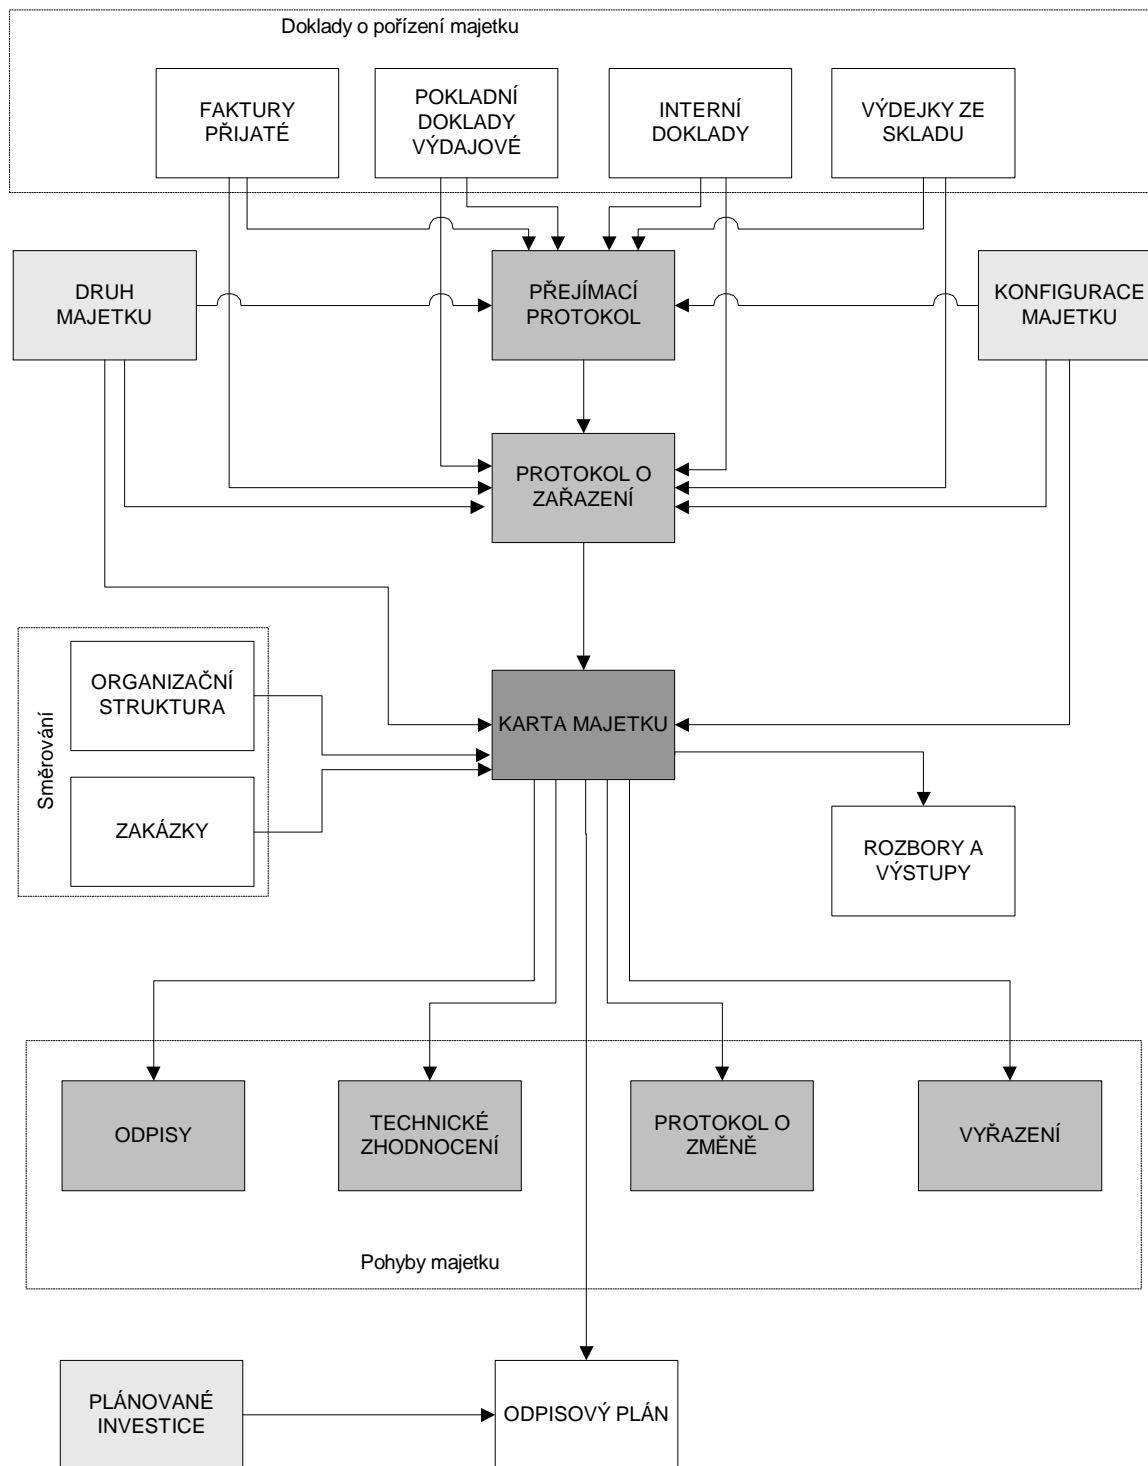 Doklady o pořízení majetku
FAKTURY
PŘIJATÉ
POKLADNÍ
DOKLADY
VÝDAJOVÉ
INTERNÍ
DOKLADY
VÝDEJKY ZE
SKLADU
DRUH
MAJETKU
PŘEJÍMACÍ
PROTOKOL
KONFIGURACE
MAJETKU
PROTOKOL O
ZAŘAZENÍ
Směrování
ORGANIZAČNÍ
STRUKTURA
ZAKÁZKY
KARTA MAJETKU
ROZBORY A
VÝSTUPY
ODPISY
TECHNICKÉ
ZHODNOCENÍ
PROTOKOL O
ZMĚNĚ
VYŘAZENÍ
Pohyby majetku
PLÁNOVANÉ
INVESTICE
ODPISOVÝ PLÁN